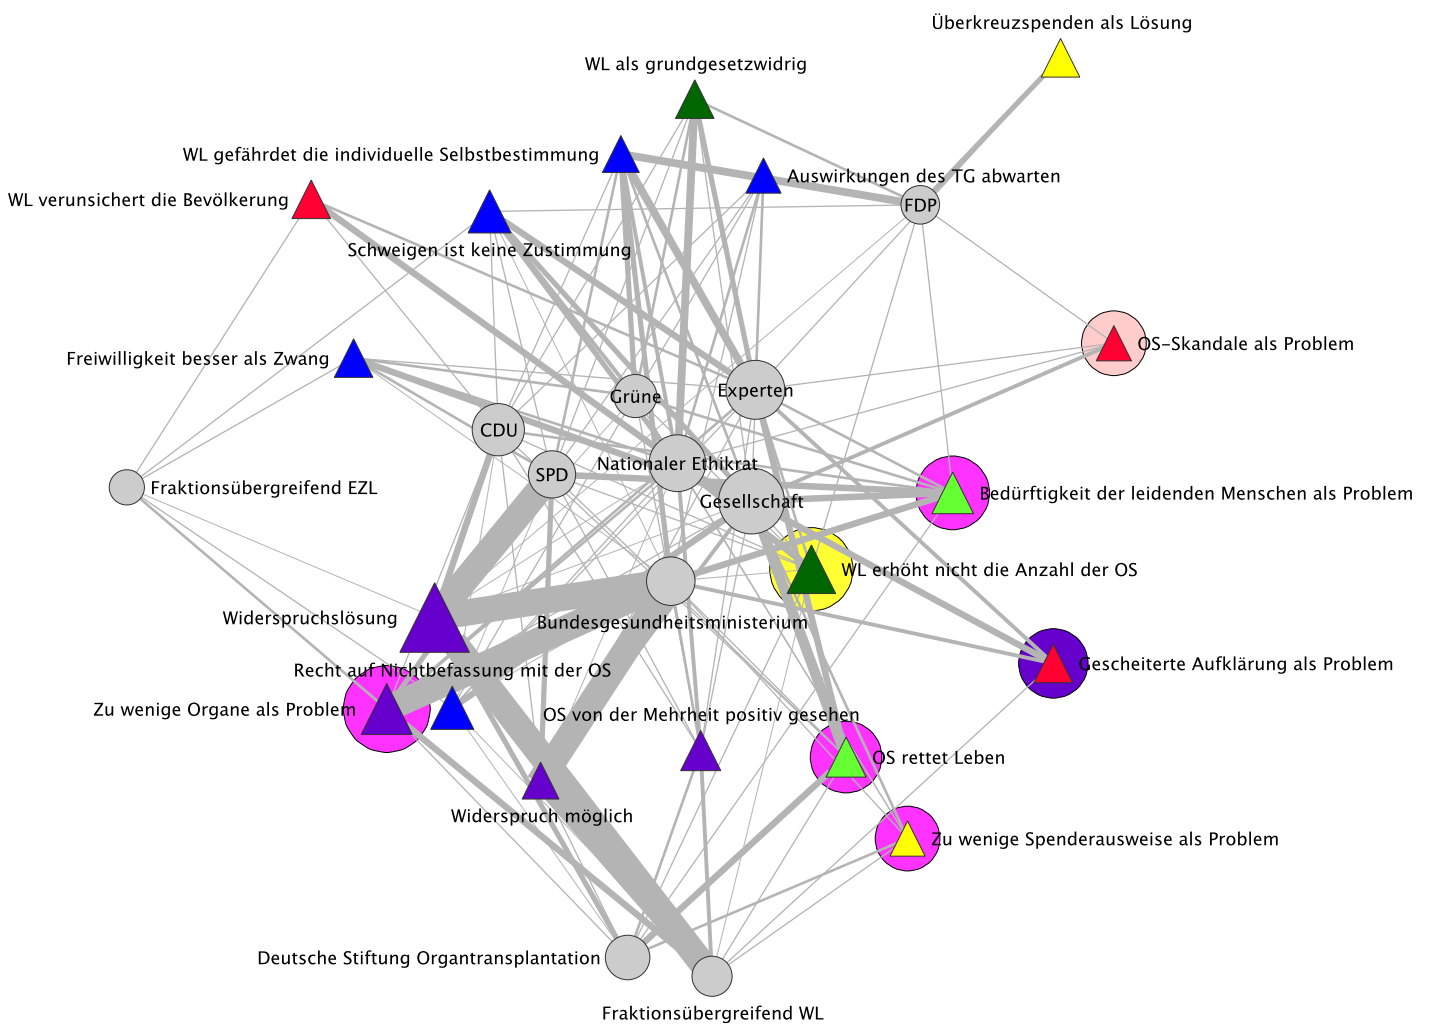 Überkreuzspenden als Lösung
WL als grundgesetzwidrig
WL gefährdet die individuelle Selbstbestimmung
Auswirkungen des TG abwarten
WL verunsichert die Bevölkerung
FDP
Schweigen ist keine Zustimmung
OS-Skandale als Problem
Freiwilligkeit besser als Zwang
Grüne
Experten
CDU
Nationaler Ethikrat
SPD
Fraktionsübergreifend EZL
Gesellschaft
Bedürftigkeit der leidenden Menschen als Problem
WL erhöht nicht die Anzahl der OS
Widerspruchslösung
Bundesgesundheitsministerium
Recht auf Nichtbefassung mit der OS
Gescheiterte Aufklärung als Problem
Zu wenige Organe als Problem
OS von der Mehrheit positiv gesehen
OS rettet Leben
Widerspruch möglich
Zu wenige Spenderausweise als Problem
Deutsche Stiftung Organtransplantation
Fraktionsübergreifend WL